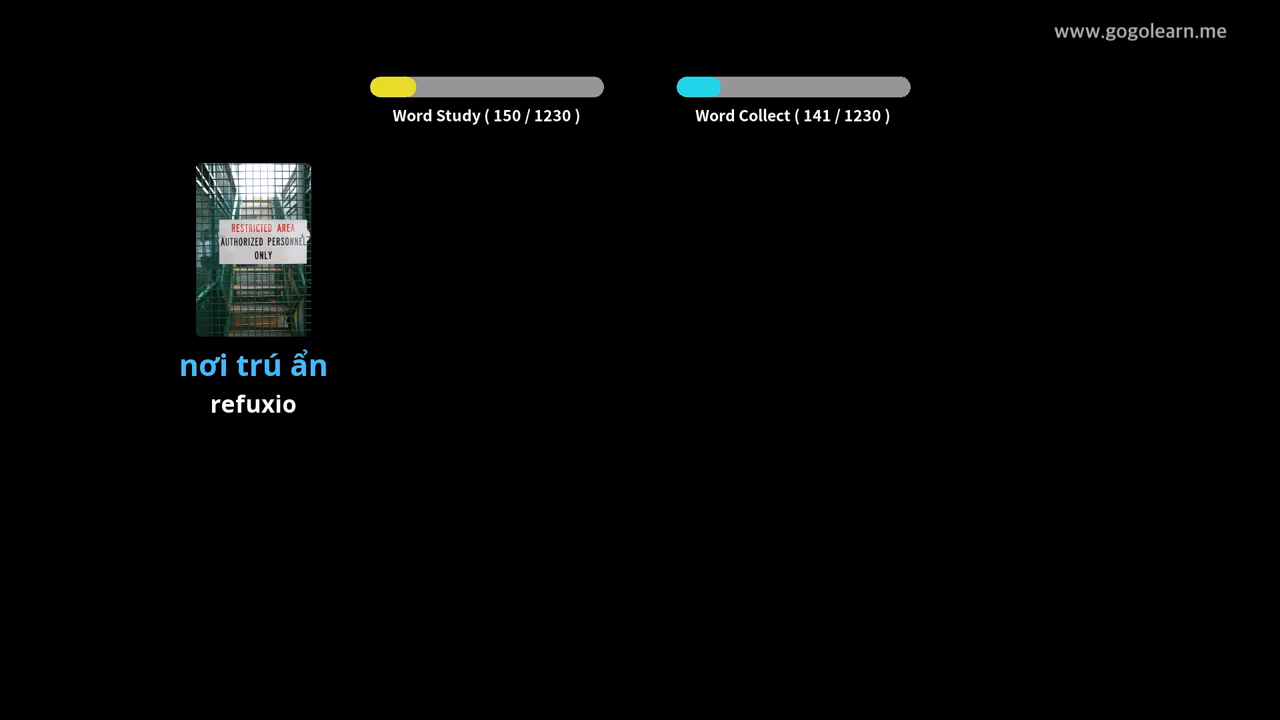 www.gogolearn.me
Word Study ( 150 / 1230 )
Word Collect ( 141 / 1230 )
RESTRICTED AREA
AUTHORIZED PERSONNEL
ONLY
nơi trú ẩn
refuxio